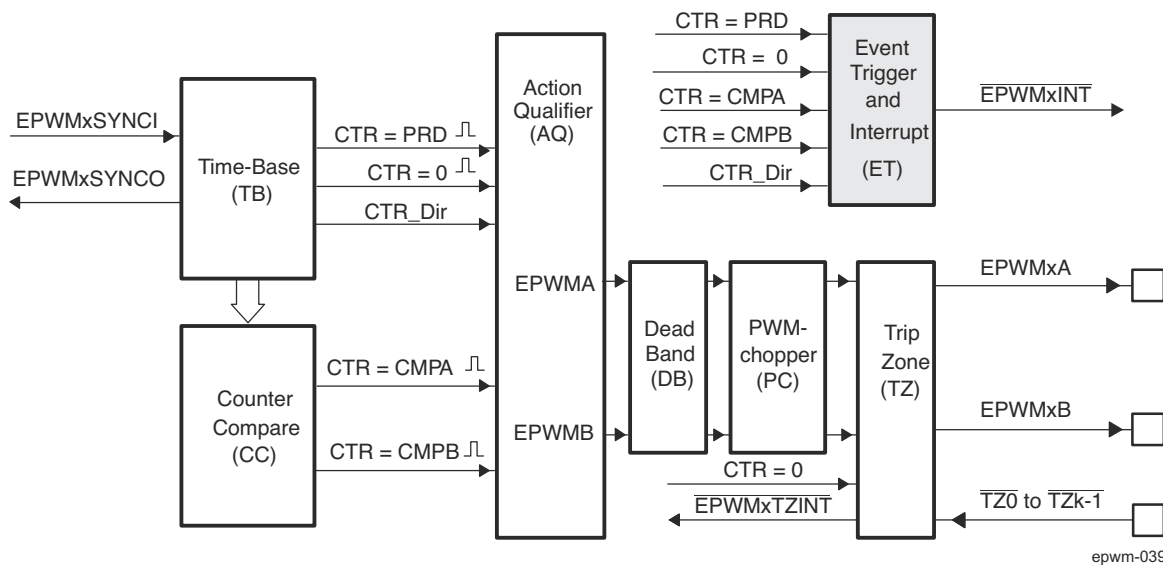 CTR = PRD
CTR = 0
CTR = CMPA
CTR = CMPB
CTR_Dir
Event
Trigger
and
Interrupt
(ET)
EPWMxINT
EPWMxSYNCI
EPWMxSYNCO
Time-Base
(TB)
CTR = PRD
CTR = 0
CTR_Dir
Action
Qualifier
(AQ)
EPWMA
EPWMB
Counter
Compare
(CC)
CTR = CMPA
CTR = CMPB
Dead
Band
(DB)
PWM-
chopper
(PC)
Trip
Zone
(TZ)
EPWMxA
EPWMxB
CTR = 0
EPWMxTZINT
TZ0 to TZk-1
epwm-039